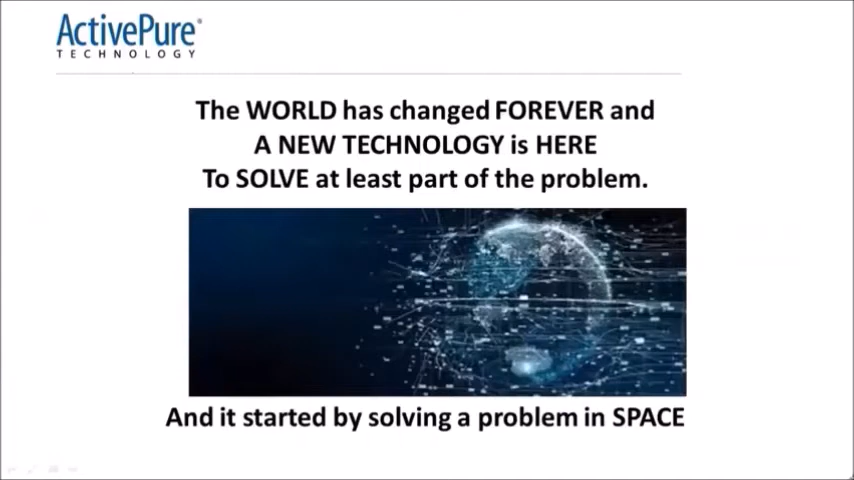 ActivePure®
TECHNOLOGY
The WORLD has changed FOREVER and
A NEW TECHNOLOGY is HERE
To SOLVE at least part of the problem.
And it started by solving a problem in SPACE